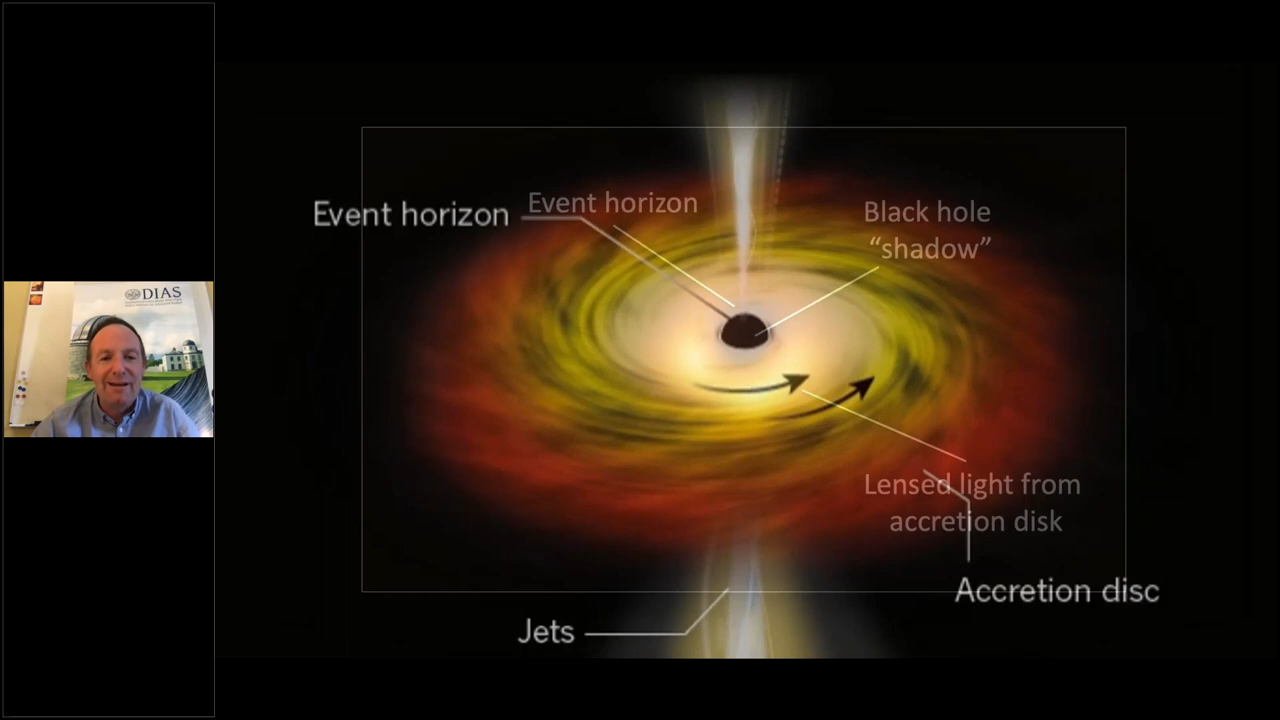 DIAS
Event horizon
Event horizon
Black hole
“shadow”
Lensed light from
accretion disk
Accretion disc
Jets